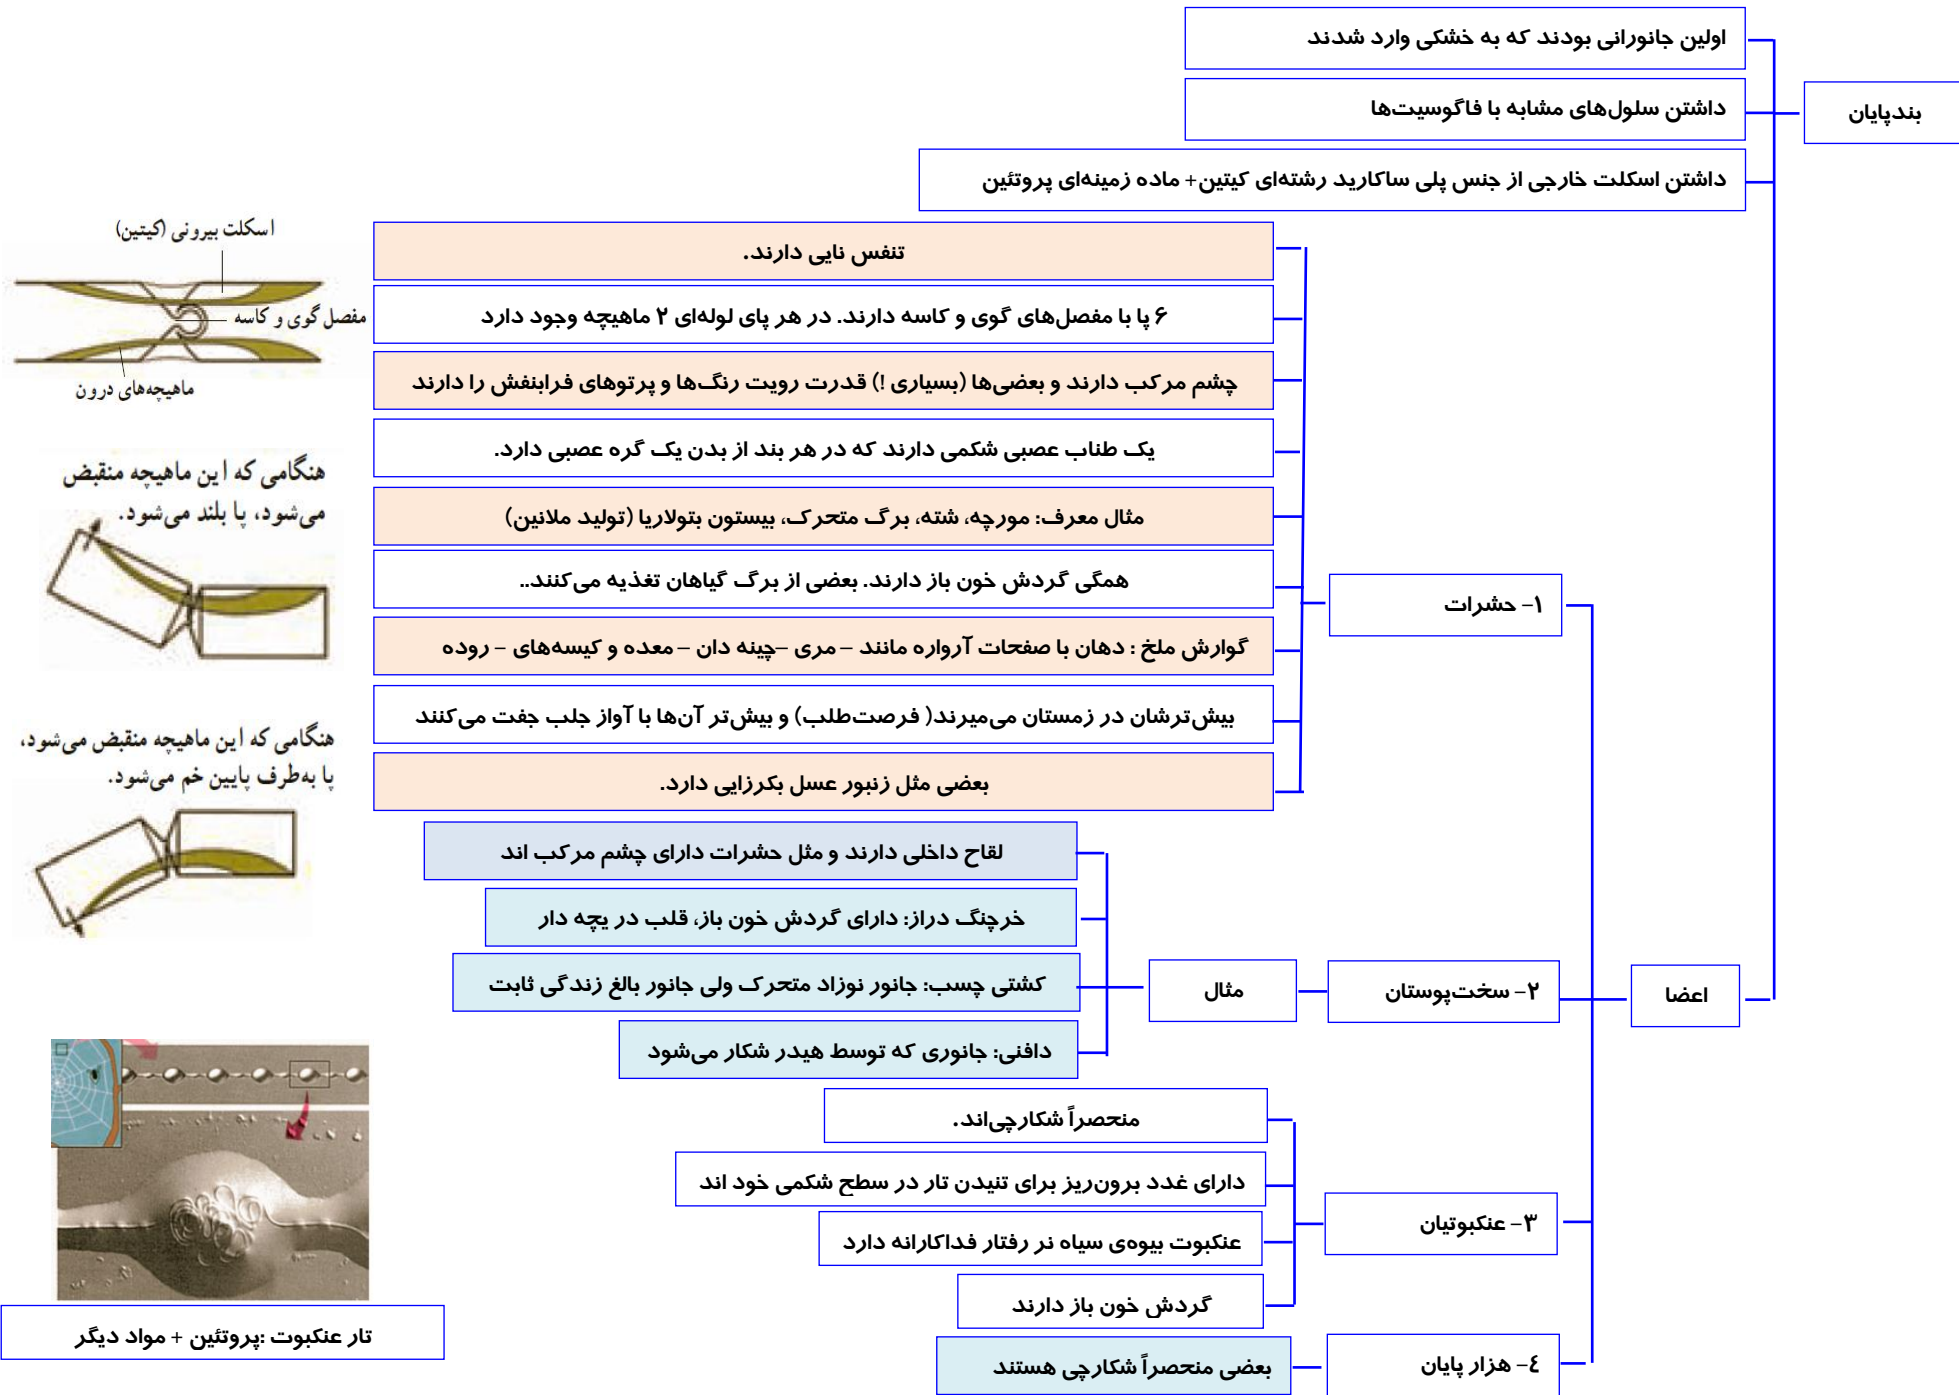 اولین جانورانی بودند که به خشکی وارد شدند
بندپایان
داشتن سلول‌های مشابه با فاگوسیت‌ها
داشتن اسکلت خارجی از جنس پلی ساکارید رشته‌ای کیتین+ ماده زمینه‌ای پروتئین
اعضا
۱- حشرات
تنفس نایی دارند.
۶ پا با مفصل‌های گوی و کاسه دارند. در هر پای لوله‌ای ۲ ماهیچه وجود دارد
چشم مرکب دارند و بعضی‌ها (بسیاری !) قدرت رویت رنگ‌ها و پرتوهای فرابنفش را دارند
یک طناب عصبی شکمی دارند که در هر بند از بدن یک گره عصبی دارد.
مثال معرف: مورچه، شته، برگ متحرک، بیستون بتولاریا (تولید ملانین)
همگی گردش خون باز دارند. بعضی از برگ گیاهان تغذیه می‌کنند..
گوارش ملخ : دهان با صفحات آرواره مانند – مری –چینه دان – معده و کیسه‌های – روده
بیش‌ترشان در زمستان می‌میرند( فرصت‌طلب) و بیش‌تر آن‌ها با آواز جلب جفت می‌کنند
بعضی مثل زنبور عسل بکرزایی دارد.
۲- سخت‌پوستان
مثال
لقاح داخلی دارند و مثل حشرات دارای چشم مرکب اند
خرچنگ دراز: دارای گردش خون باز، قلب در یچه دار
کشتی چسب: جانور نوزاد متحرک ولی جانور بالغ زندگی ثابت
دافنی: جانوری که توسط هیدر شکار می‌شود
۳- عنکبوتیان
منحصراً شکارچی‌اند.
دارای غدد برون‌ریز برای تنیدن تار در سطح شکمی خود اند
عنکبوت بیوه‌ی سیاه نر رفتار فداکارانه دارد
گردش خون باز دارند
۴- هزار پایان
بعضی منحصراً شکارچی هستند
اسکلت بیرونی (کیتین)
مفصل گوی و کاسه
ماهیچه‌های درون
هنگامی که این ماهیچه منقبض
می‌شود، پا بلند می‌شود.
هنگامی که این ماهیچه منقبض می‌شود،
پا به‌طرف پایین خم می‌شود.
تار عنکبوت :پروتئین + مواد دیگر